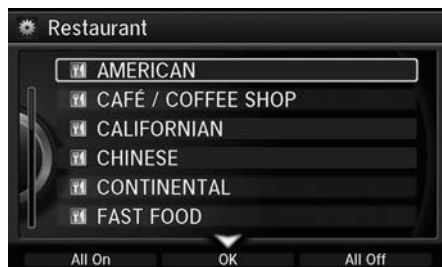 Restaurant
AMERICAN
CAFÉ / COFFEE SHOP
CALIFORNIAN
CHINESE
CONTINENTAL
FAST FOOD
All On OK All Off